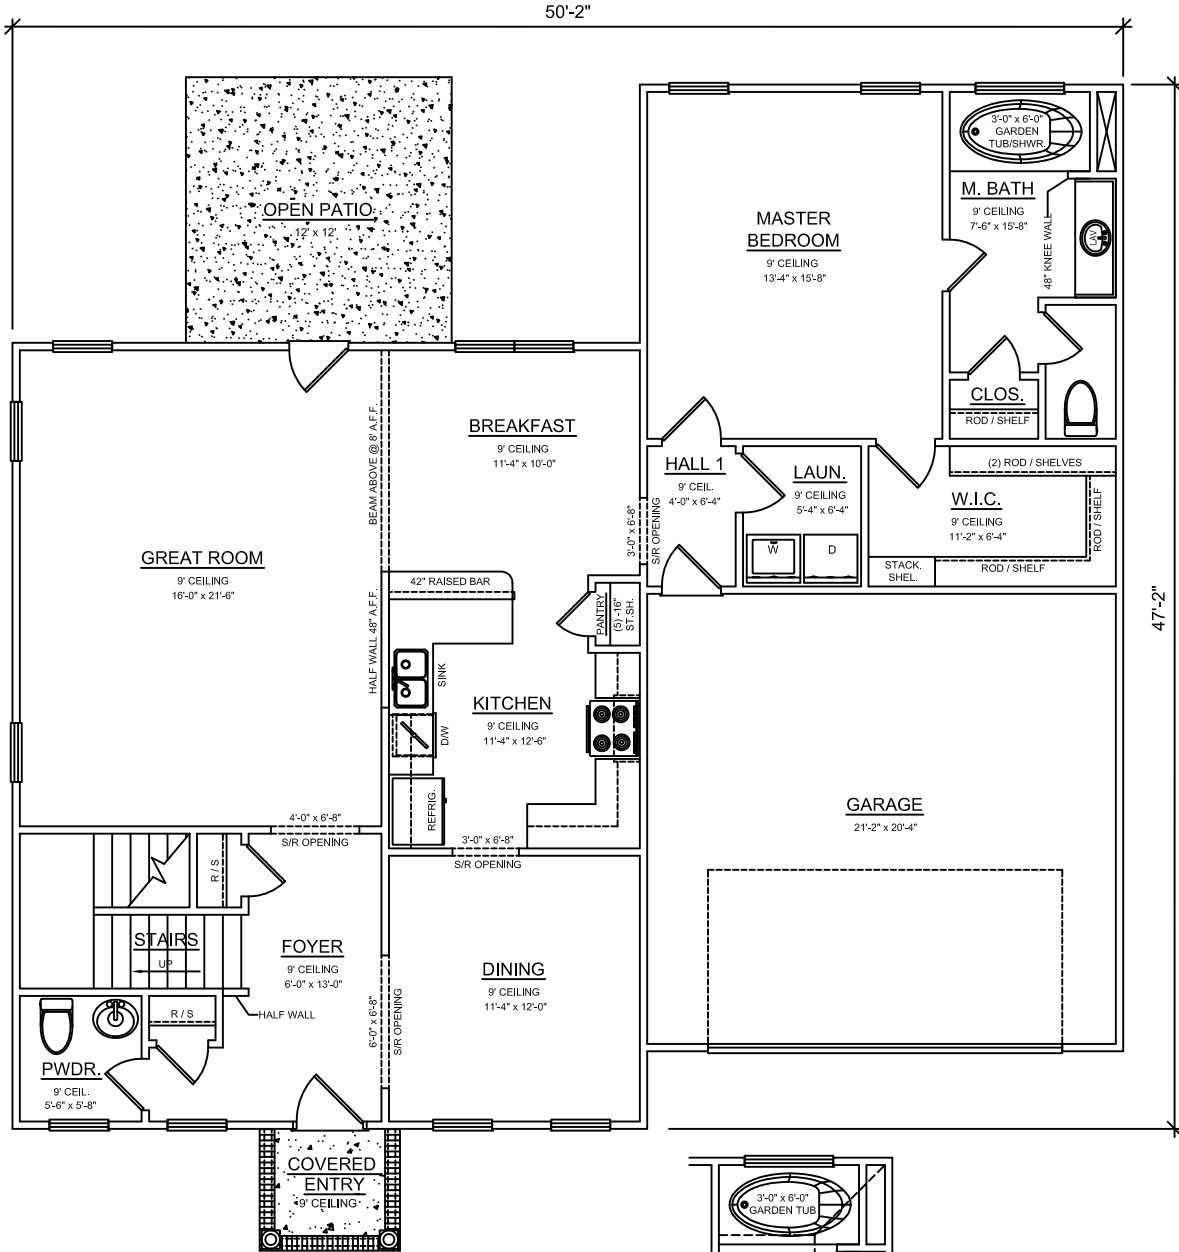 50'-2"
OPEN PATIO
12' x 12'
3'-0" x 6'-0"
GARDEN
TUB/SHWR.
M. BATH
9' CEILING
7'-6" x 15'-8"
48" KNEE WALL
LAV
MASTER
BEDROOM
9' CEILING
13'-4" x 15'-8"
CLOS.
ROD / SHELF
BREAKFAST
9' CEILING
11'-4" x 10'-0"
BEAM ABOVE @ 8' A.F.F.
HALL 1
9' CEIL.
4'-0" x 6'-4"
LAUN.
9' CEILING
5'-4" x 6'-4"
W
D
(2) ROD / SHELVES
W.I.C.
9' CEILING
11'-2" x 6'-4"
ROD / SHELF
ROD / SHELF
STACK.
SHEL.
3'-0" x 6'-8"
S/R OPENING
GREAT ROOM
9' CEILING
16'-0" x 21'-6"
42" RAISED BAR
HALF WALL 48" A.F.F.
PANTRY
(5) -16"
ST.SH.
47'-2"
SINK
KITCHEN
9' CEILING
11'-4" x 12'-6"
D/W
REFRIG.
GARAGE
21'-2" x 20'-4"
4'-0" x 6'-8"
S/R OPENING
3'-0" x 6'-8"
S/R OPENING
R / S
STAIRS
UP
FOYER
9' CEILING
6'-0" x 13'-0"
DINING
9' CEILING
11'-4" x 12'-0"
6'-0" x 6'-8"
S/R OPENING
R / S
HALF WALL
PWDR.
9' CEIL.
5'-6" x 5'-8"
COVERED
ENTRY
9' CEILING
3'-0" x 6'-0"
GARDEN TUB